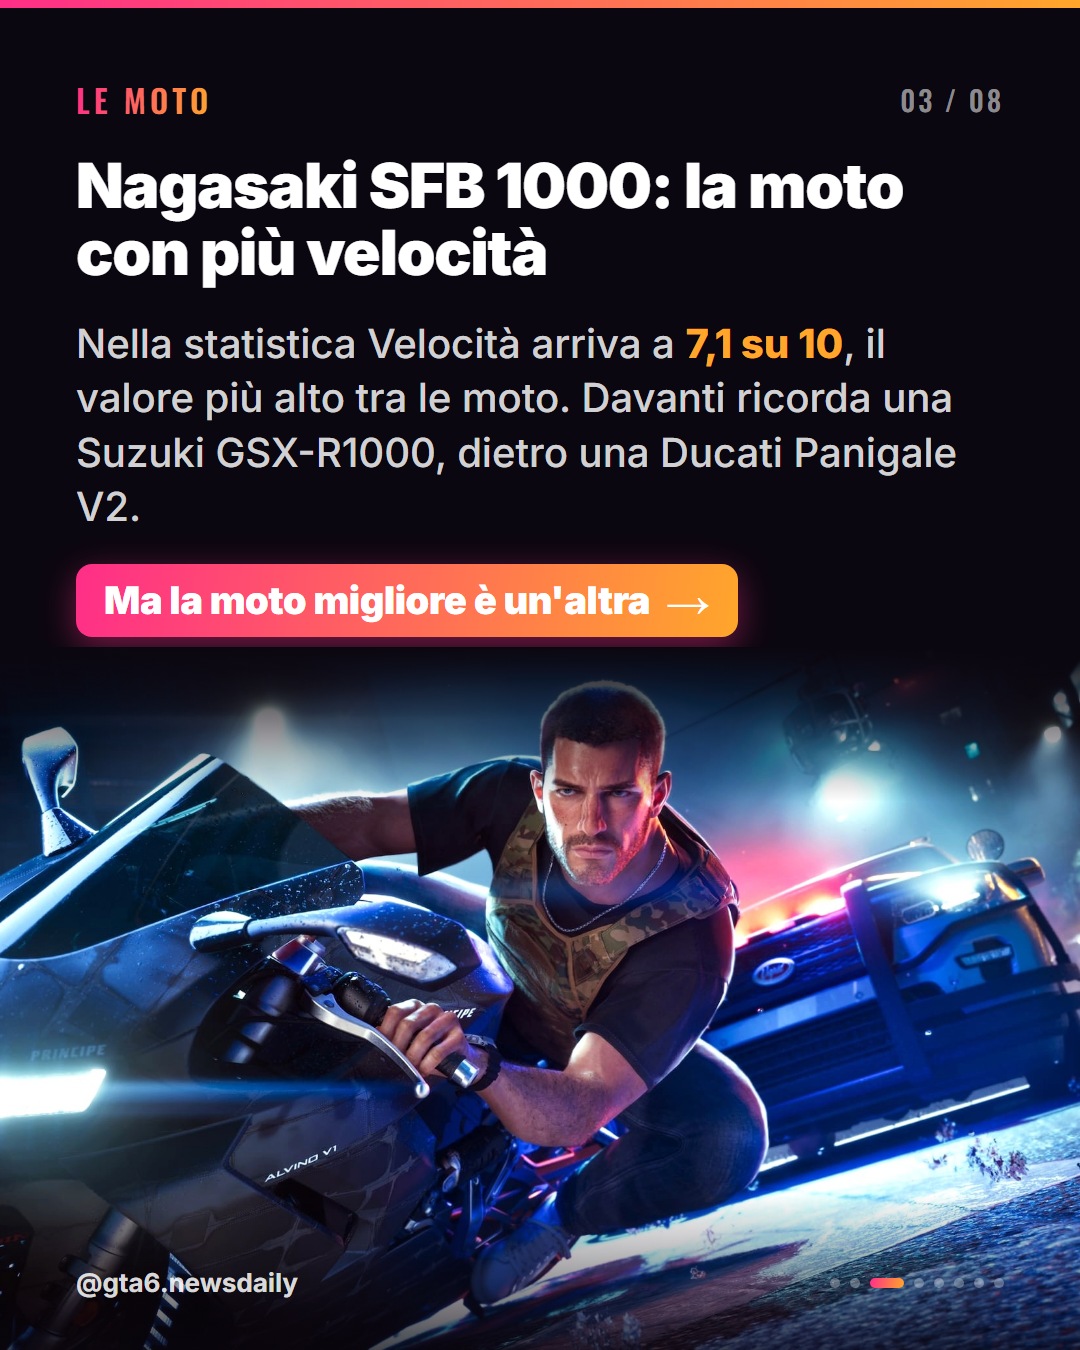 LE MOTO
03 / 08
Nagasaki SFB 1000: la moto
con più velocità
Nella statistica Velocità arriva a 7,1 su 10, il
valore più alto tra le moto. Davanti ricorda una
Suzuki GSX-R1000, dietro una Ducati Panigale
V2.
Ma la moto migliore è un'altra →
PRINCIPE
ALVINO V1
@gta6.newsdaily